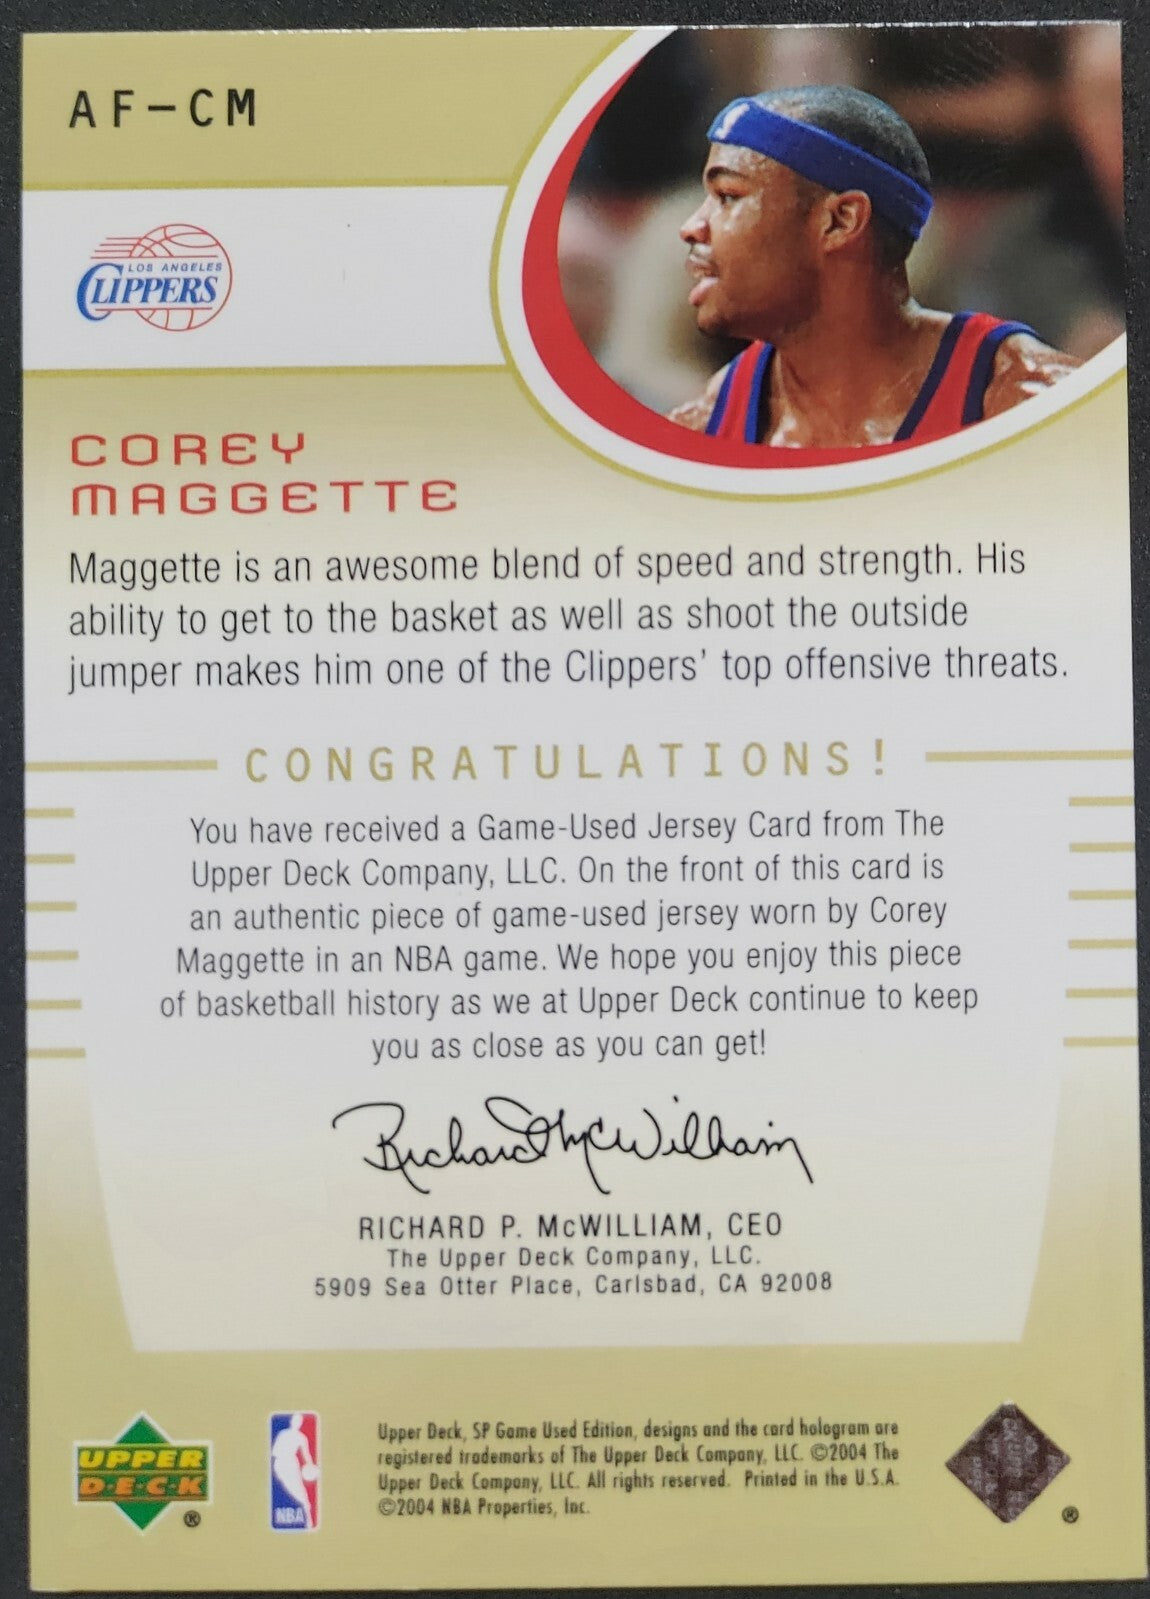 AF-CM
LOS ANGELES
CLIPPERS
COREY
MAGGETTE
Maggette is an awesome blend of speed and strength. His
ability to get to the basket as well as shoot the outside
jumper makes him one of the Clippers' top offensive threats.
CONGRATULATIONS!
You have received a Game-Used Jersey Card from The
Upper Deck Company, LLC. On the front of this card is
an authentic piece of game-used jersey worn by Corey
Maggette in an NBA game. We hope you enjoy this piece
of basketball history as we at Upper Deck continue to keep
you as close as you can get!
Richard McWilliam
RICHARD P. McWILLIAM, CEO
The Upper Deck Company, LLC.
5909 Sea Otter Place, Carlsbad, CA 92008
UPPER
D·E·C·K
®
NBA
Upper Deck, SP Game Used Edition, designs and the card hologram are
registered trademarks of The Upper Deck Company, LLC. ©2004 The
Upper Deck Company, LLC. All rights reserved. Printed in the U.S.A.
©2004 NBA Properties, Inc.
®